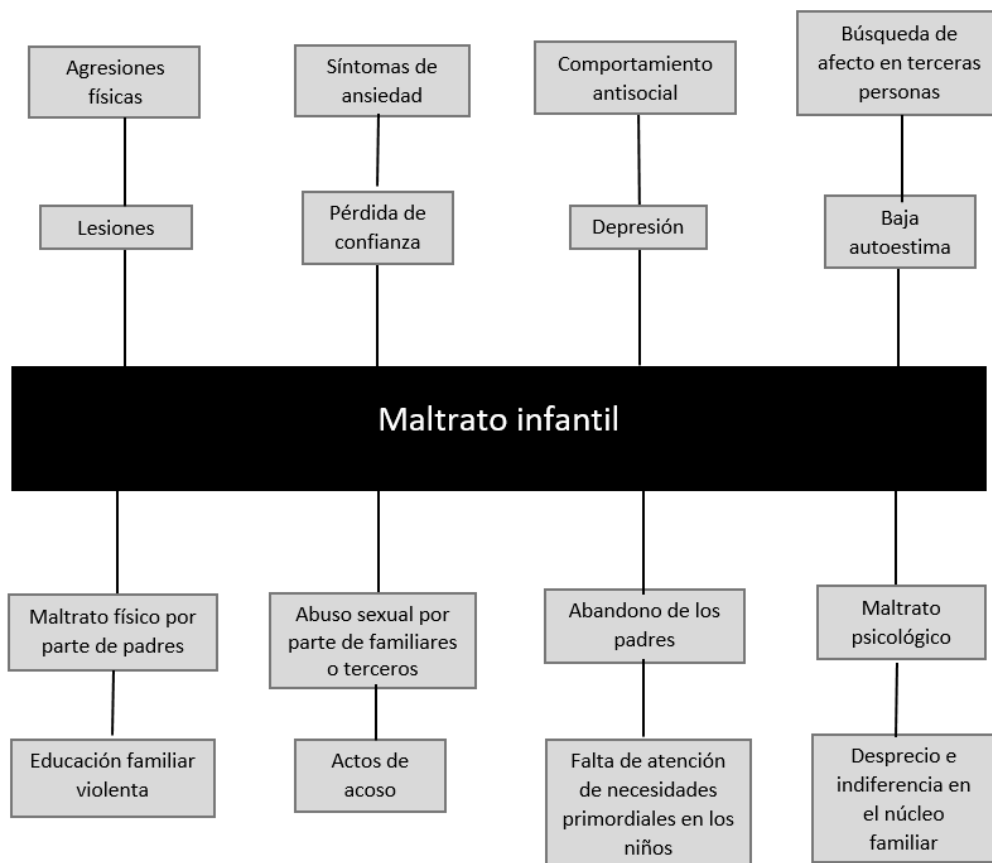 Agresiones
físicas
Síntomas de
ansiedad
Comportamiento
antisocial
Búsqueda de
afecto en terceras
personas
Lesiones
Pérdida de
confianza
Depresión
Baja
autoestima
Maltrato infantil
Maltrato físico por
parte de padres
Abuso sexual por
parte de familiares
o terceros
Abandono de los
padres
Maltrato
psicológico
Educación familiar
violenta
Actos de
acoso
Falta de atención
de necesidades
primordiales en los
niños
Desprecio e
indiferencia en
el núcleo
familiar